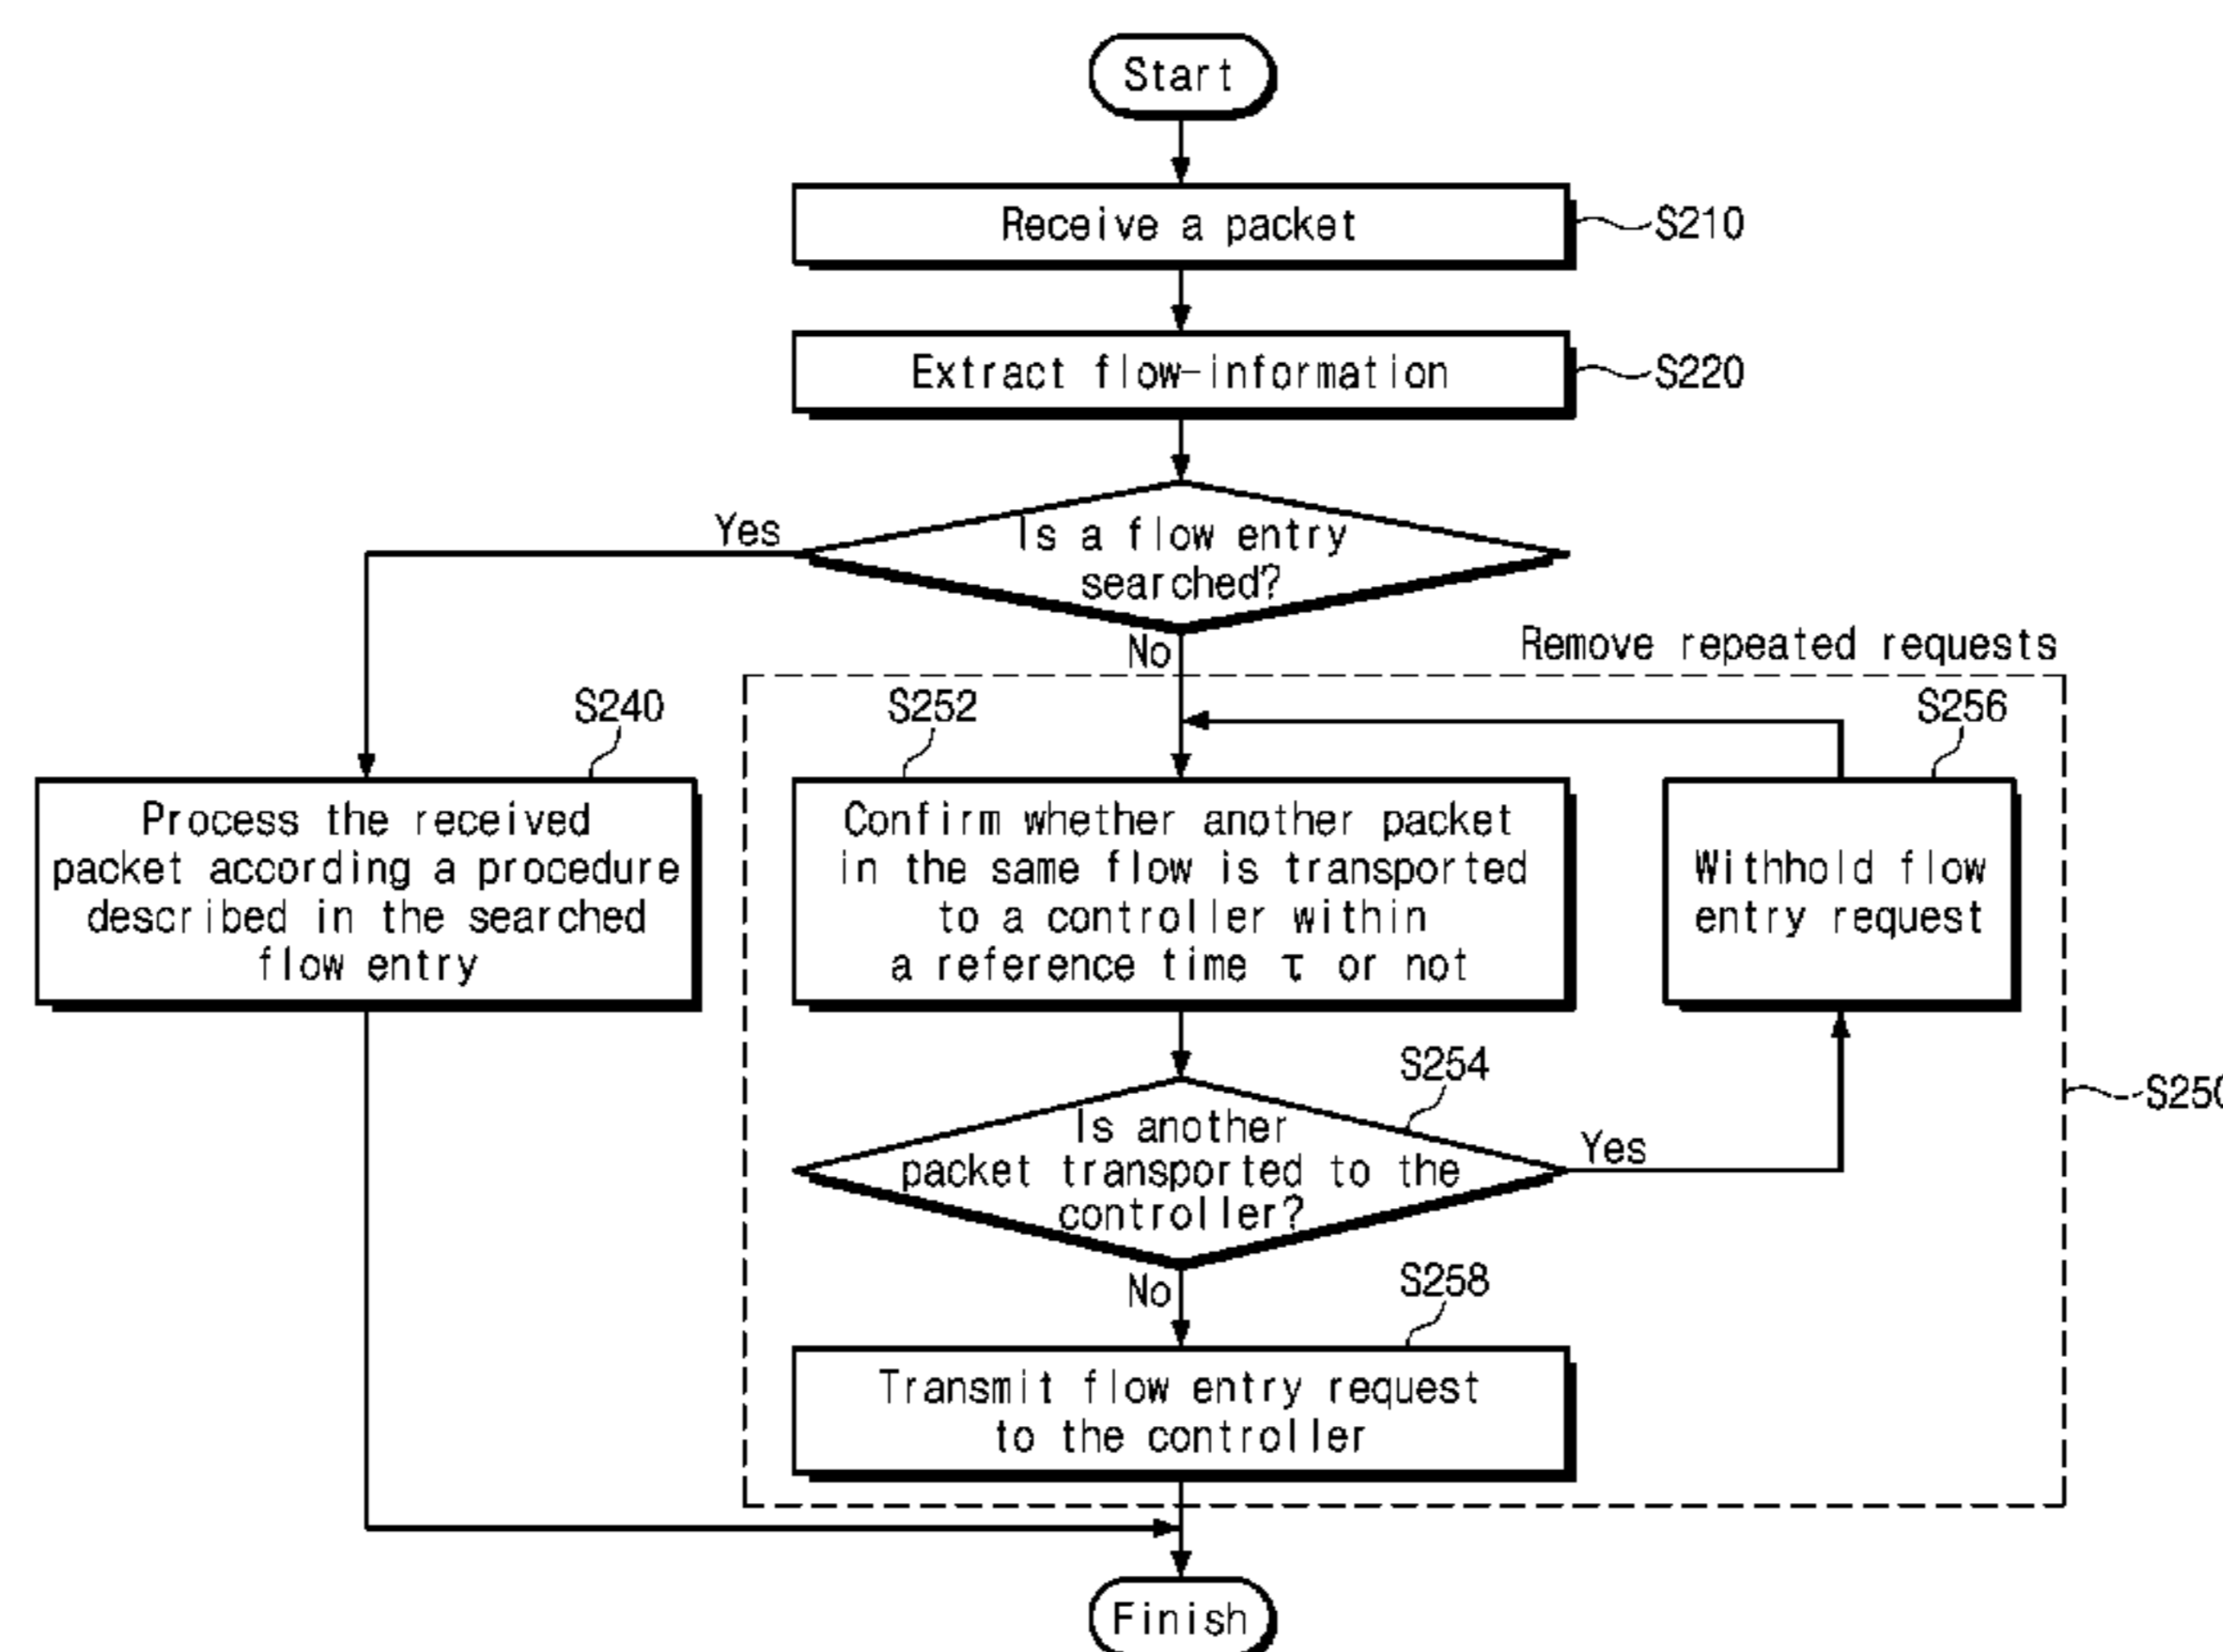 Start
Receive a packet
S210
Extract flow-information
S220
Is a flow entry
searched?
Yes
No
Remove repeated requests
S240
S252
S256
Process the received
packet according a procedure
described in the searched
flow entry
Confirm whether another packet
in the same flow is transported
to a controller within
a reference time τ or not
Withhold flow
entry request
S254
S250
Is another
packet transported to the
controller?
Yes
No
S258
Transmit flow entry request
to the controller
Finish